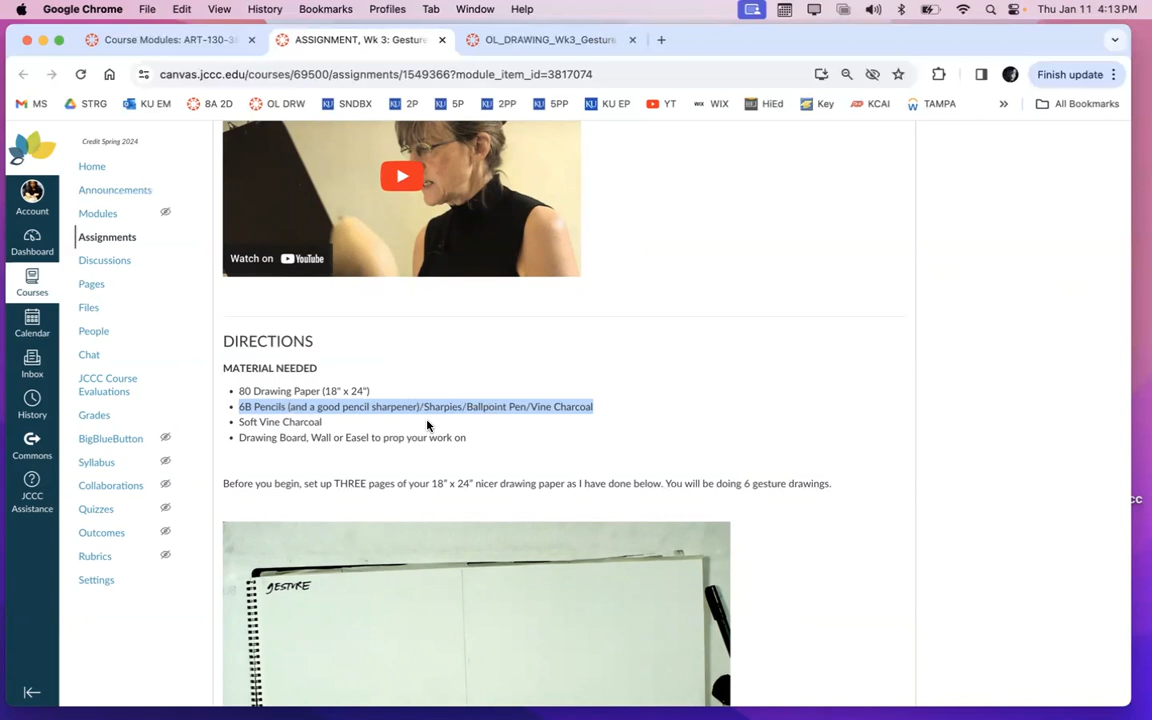 Google Chrome File Edit View History Bookmarks Profiles Tab Window Help Thu Jan 11 4:13 PM
Course Modules: ART-130-3 ASSIGNMENT, Wk 3: Gesture OL_DRAWING_Wk3_Gesture
canvas.jccc.edu/courses/69500/assignments/1549366?module_item_id=3817074 Finish update
MS STRG KU EM 8A 2D OL DRW SNDBX 2P 5P 2PP 5PP KU EP YT WIX WIX HiEd Key KCAI TAMPA » All Bookmarks
Credit Spring 2024
Home
Announcements
Modules
Assignments
Discussions
Pages
Files
People
Chat
JCCC Course
Evaluations
Grades
BigBlueButton
Syllabus
Collaborations
Quizzes
Outcomes
Rubrics
Settings
Account
Dashboard
Courses
Calendar
Inbox
History
Commons
JCCC
Assistance
Watch on YouTube
DIRECTIONS
MATERIAL NEEDED
• 80 Drawing Paper (18" x 24")
• 6B Pencils (and a good pencil sharpener)/Sharpies/Ballpoint Pen/Vine Charcoal
• Soft Vine Charcoal
• Drawing Board, Wall or Easel to prop your work on
Before you begin, set up THREE pages of your 18" x 24" nicer drawing paper as I have done below. You will be doing 6 gesture drawings.
GESTURE